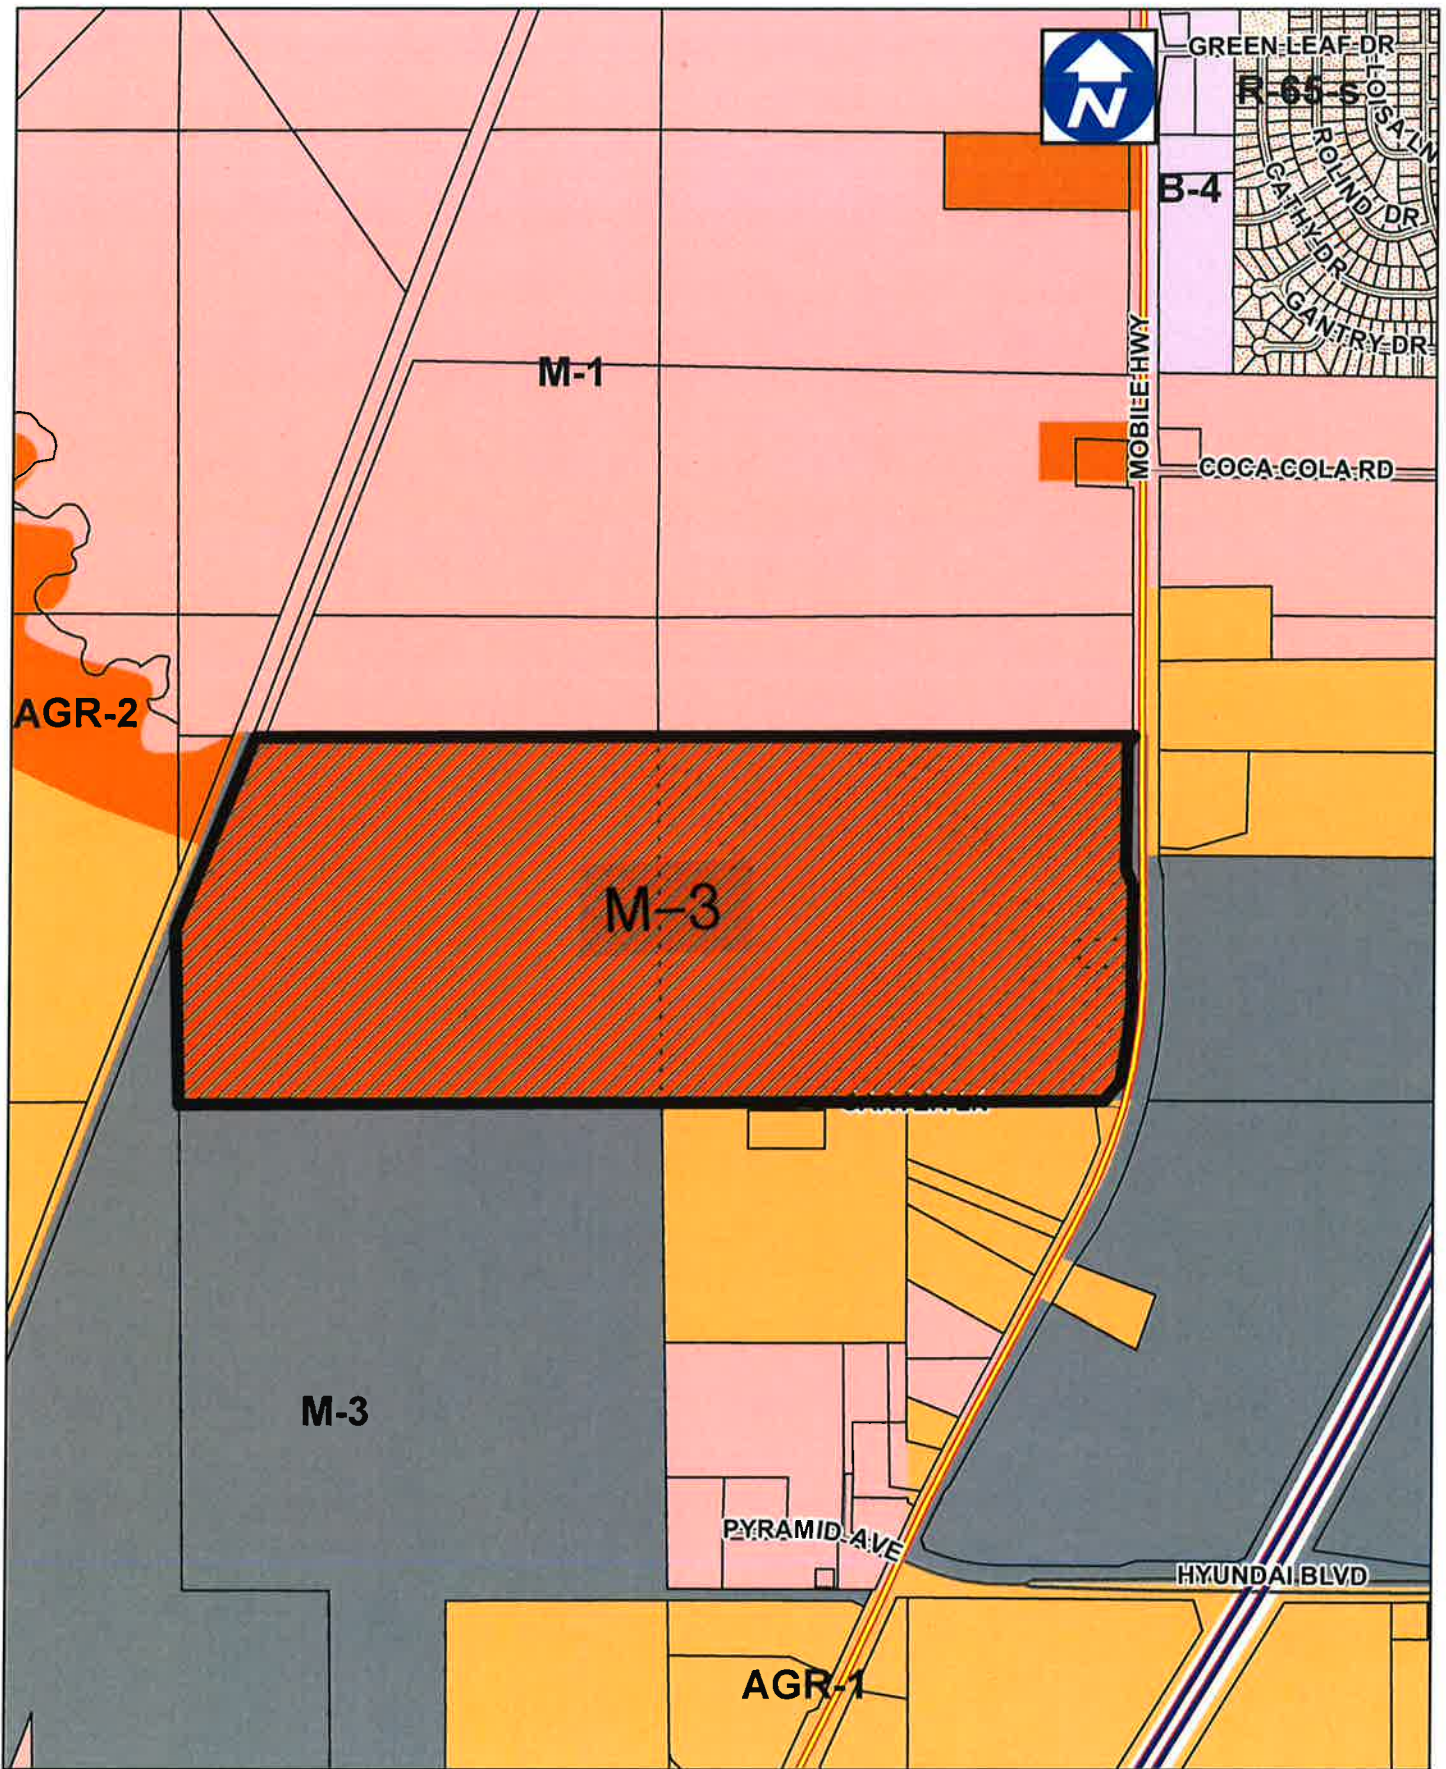 GREEN LEAF DR
R-65-s
LOISA LN
N
ROLIND DR
B-4
CATHY DR
GANTRY DR
MOBILE HWY
M-1
COCA COLA RD
AGR-2
M-3
M-3
PYRAMID AVE
HYUNDAI BLVD
AGR-1